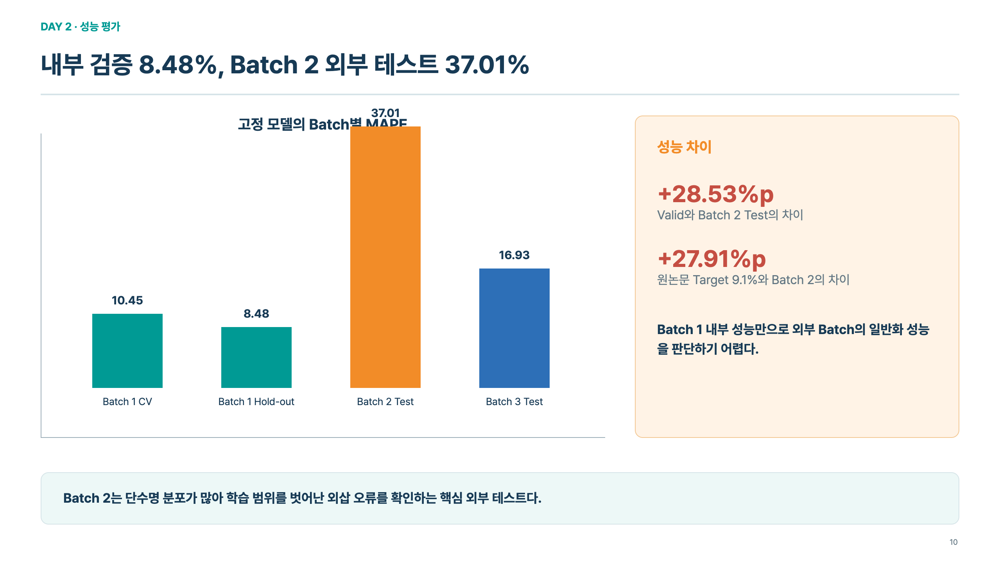 DAY 2 · 성능 평가
내부 검증 8.48%, Batch 2 외부 테스트 37.01%
고정 모델의 Batch별 MAPE
37.01
10.45
8.48
16.93
Batch 1 CV
Batch 1 Hold-out
Batch 2 Test
Batch 3 Test
성능 차이
+28.53%p
Valid와 Batch 2 Test의 차이
+27.91%p
원논문 Target 9.1%와 Batch 2의 차이
Batch 1 내부 성능만으로 외부 Batch의 일반화 성능
을 판단하기 어렵다.
Batch 2는 단수명 분포가 많아 학습 범위를 벗어난 외삽 오류를 확인하는 핵심 외부 테스트다.
10